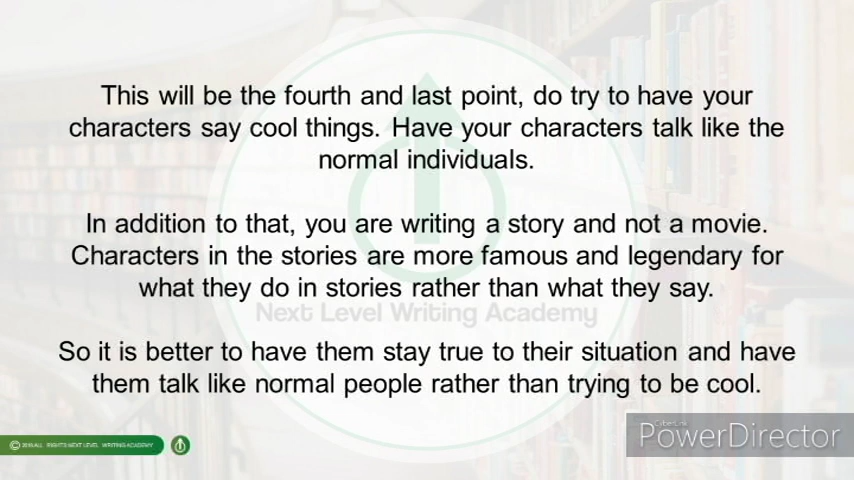 This will be the fourth and last point, do try to have your
characters say cool things. Have your characters talk like the
normal individuals.
In addition to that, you are writing a story and not a movie.
Characters in the stories are more famous and legendary for
what they do in stories rather than what they say.
Next Level Writing Academy
So it is better to have them stay true to their situation and have
them talk like normal people rather than trying to be cool.
CyberLink
PowerDirector